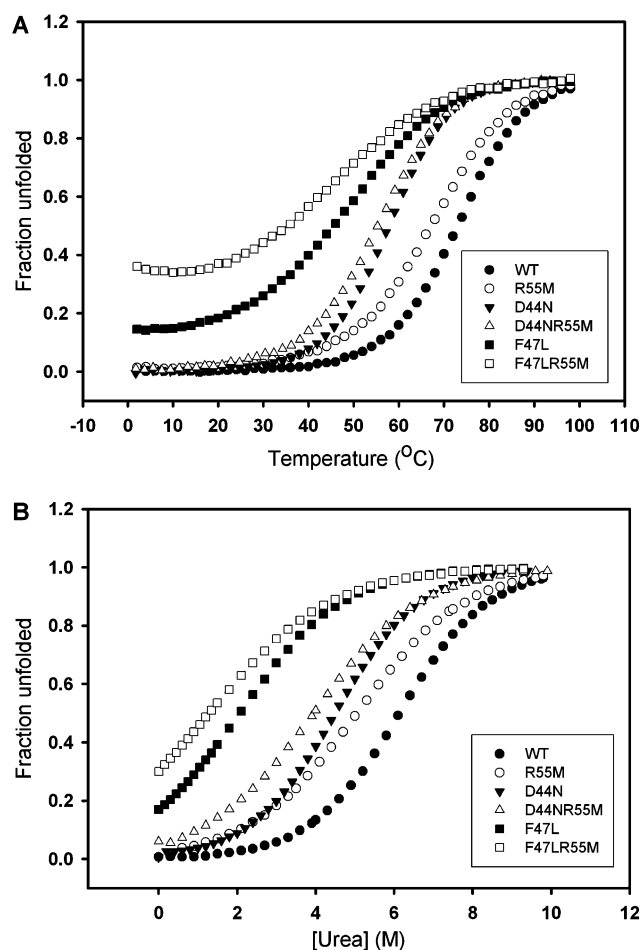 A
1.2
1.0
0.8
0.6
0.4
0.2
0.0
Fraction unfolded
WT
R55M
D44N
D44NR55M
F47L
F47LR55M
-10 0 10 20 30 40 50 60 70 80 90 100 110
Temperature (°C)
B
1.2
1.0
0.8
0.6
0.4
0.2
0.0
Fraction unfolded
WT
R55M
D44N
D44NR55M
F47L
F47LR55M
0 2 4 6 8 10 12
[Urea] (M)